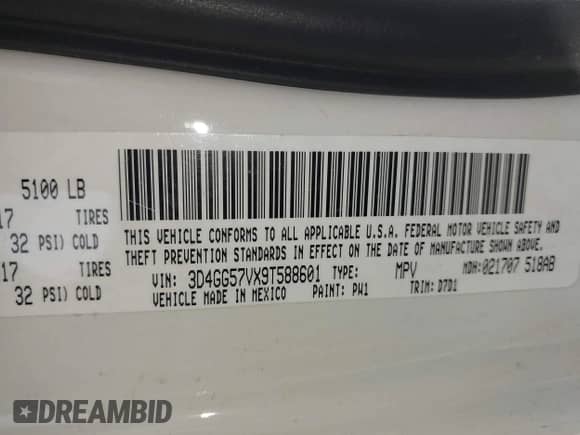 5100 LB
17 TIRES
32 PSI) COLD
17 TIRES
32 PSI) COLD
THIS VEHICLE CONFORMS TO ALL APPLICABLE U.S.A. FEDERAL MOTOR VEHICLE SAFETY AND
THEFT PREVENTION STANDARDS IN EFFECT ON THE DATE OF MANUFACTURE SHOWN ABOVE.
VIN: 3D4GG57VX9T588601 TYPE: MPV MDH:021707 518AB
VEHICLE MADE IN MEXICO PAINT: PW1 TRIM: D7D1
DREAMBID